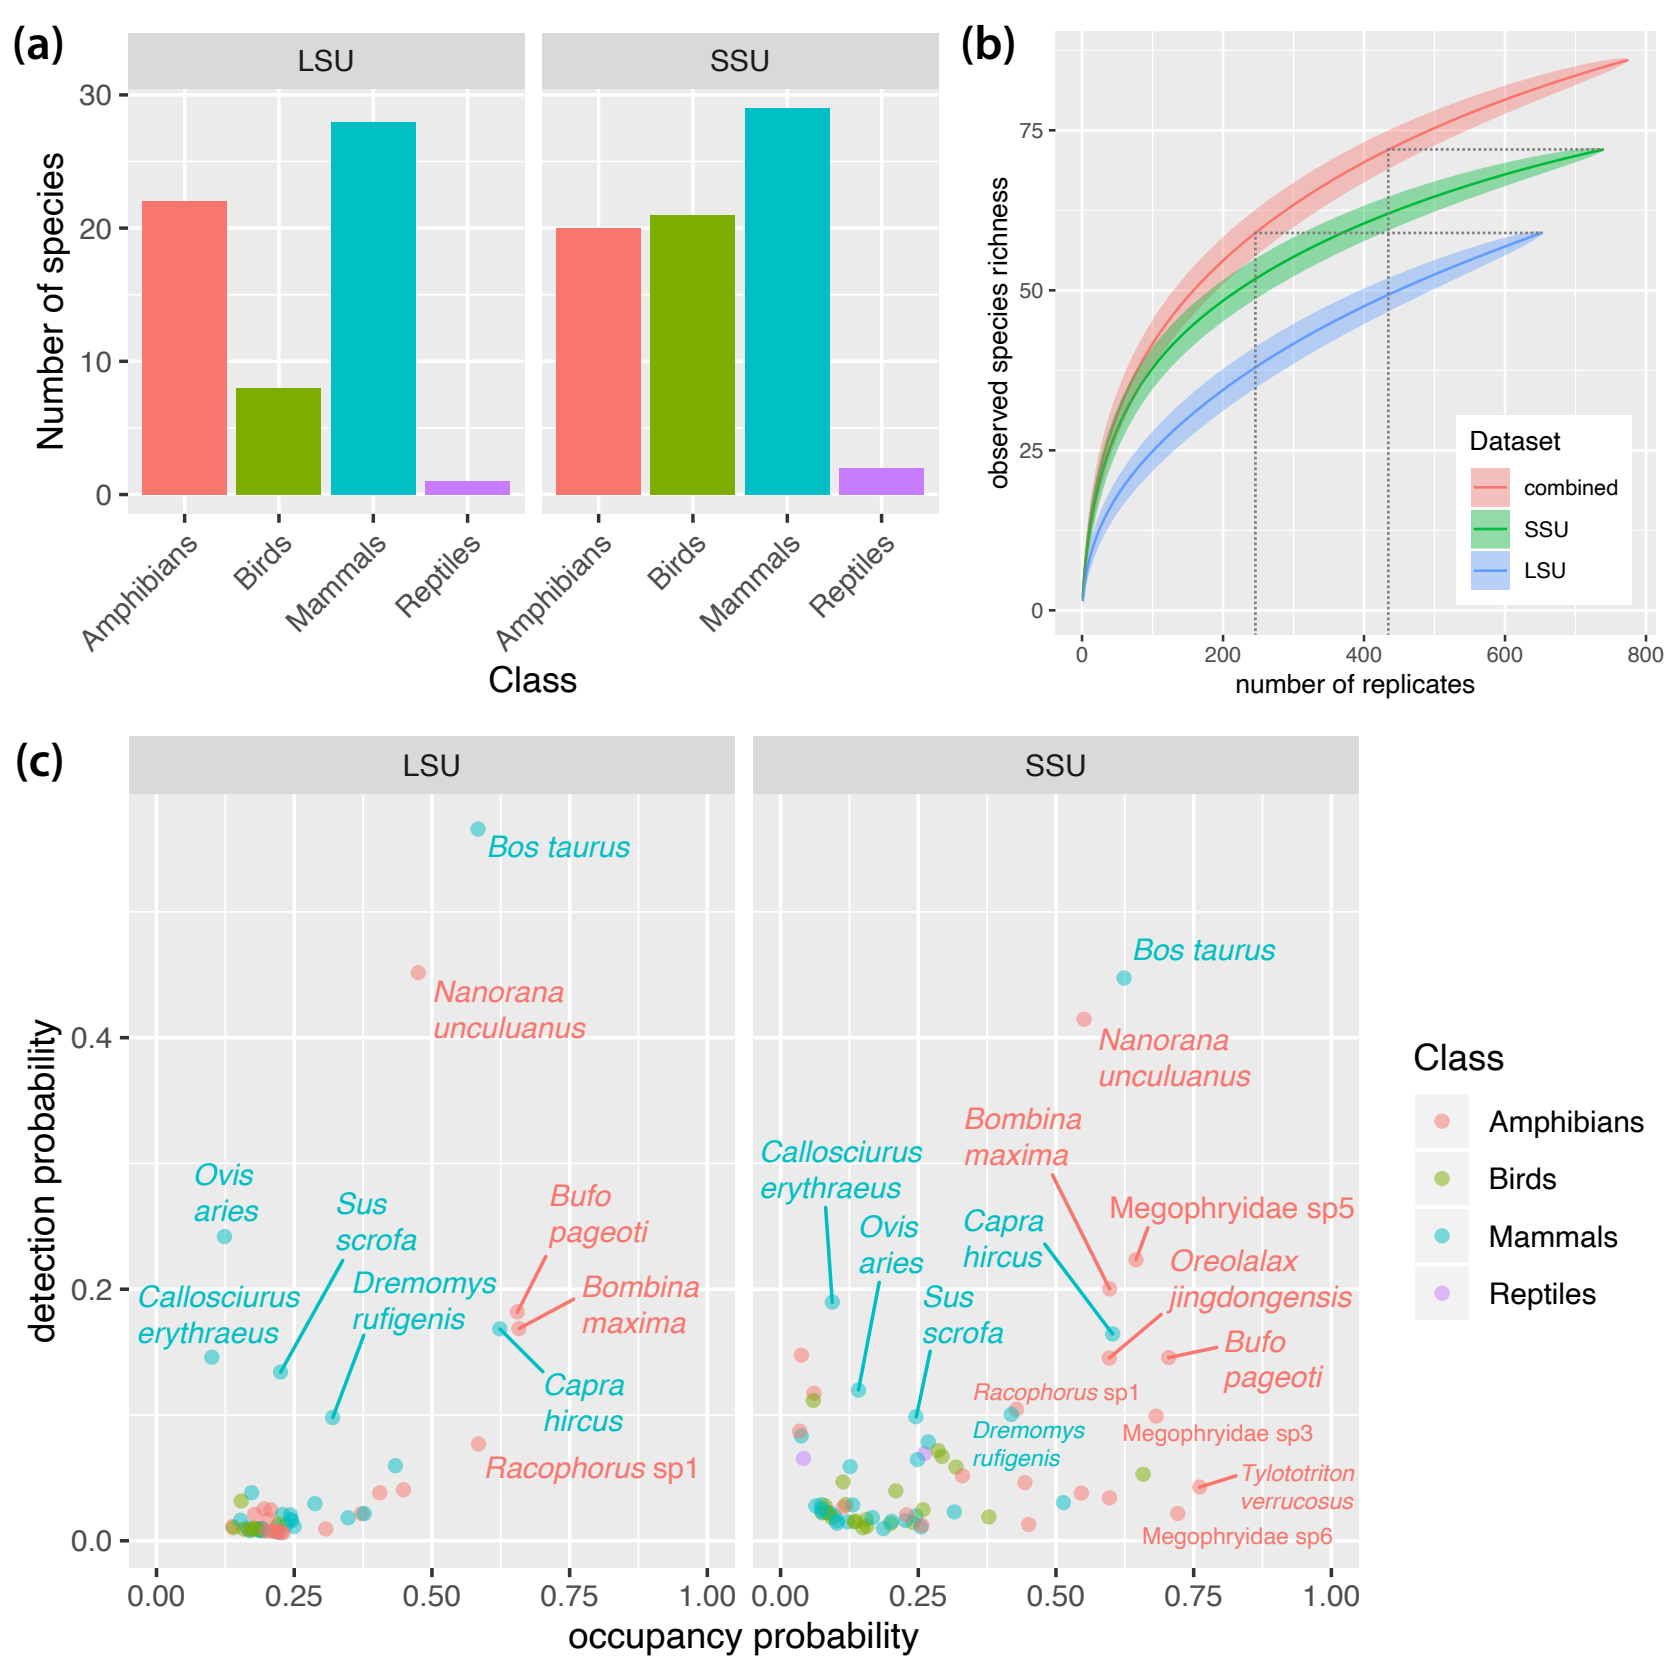 (a)
LSU
SSU
Number of species
30
20
10
0
Amphibians
Birds
Mammals
Reptiles
Amphibians
Birds
Mammals
Reptiles
Class
(b)
observed species richness
75
50
25
0
Dataset
combined
SSU
LSU
0
200
400
600
800
number of replicates
(c)
LSU
SSU
detection probability
0.4
0.2
0.0
Bos taurus
Nanorana
unculuanus
Ovis
aries
Sus
scrofa
Bufo
pageoti
Callosciurus
erythraeus
Dremomys
rufigenis
Bombina
maxima
Capra
hircus
Racophorus sp1
Bos taurus
Nanorana
unculuanus
Bombina
maxima
Callosciurus
erythraeus
Ovis
aries
Capra
hircus
Megophryidae sp5
Oreolalax
jingdongensis
Sus
scrofa
Bufo
pageoti
Racophorus sp1
Dremomys
rufigenis
Megophryidae sp3
Tylototriton
verrucosus
Megophryidae sp6
0.00
0.25
0.50
0.75
1.00
0.00
0.25
0.50
0.75
1.00
occupancy probability
Class
Amphibians
Birds
Mammals
Reptiles